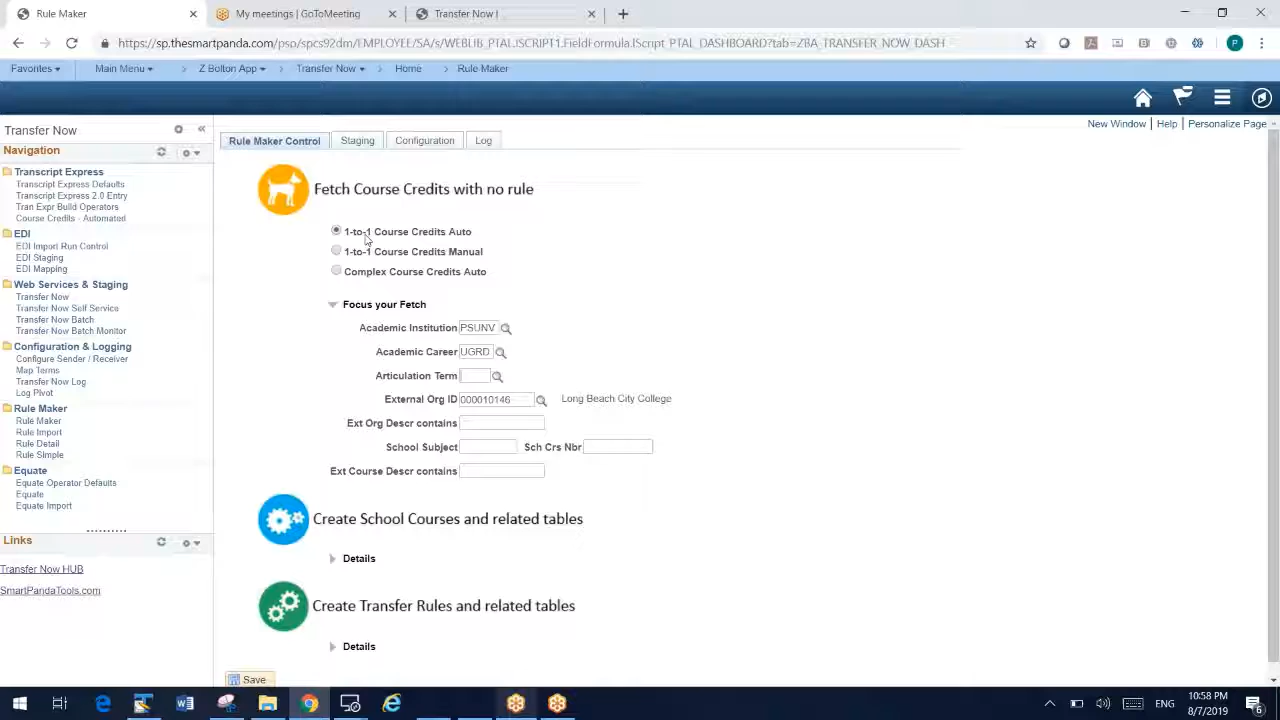 Rule Maker
My meetings | GoToMeeting
Transfer Now |
https://sp.thesmartpanda.com/psp/spcs92dm/EMPLOYEE/SA/s/WEBLIB_PTAL.ISCRIPT1.FieldFormula.IScript_PTAL_DASHBOARD?tab=ZBA_TRANSFER_NOW_DASH
P
Favorites Main Menu > Z Bolton App > Transfer Now > Home > Rule Maker
New Window | Help | Personalize Page
Transfer Now
Navigation
Transcript Express
Transcript Express Defaults
Transcript Express 2.0 Entry
Tran Expr Build Operators
Course Credits - Automated
EDI
EDI Import Run Control
EDI Staging
EDI Mapping
Web Services & Staging
Transfer Now
Transfer Now Self Service
Transfer Now Batch
Transfer Now Batch Monitor
Configuration & Logging
Configure Sender / Receiver
Map Terms
Transfer Now Log
Log Pivot
Rule Maker
Rule Maker
Rule Import
Rule Detail
Rule Simple
Equate
Equate Operator Defaults
Equate
Equate Import
Links
Transfer Now HUB
SmartPandaTools.com
Rule Maker Control Staging Configuration Log
Fetch Course Credits with no rule
1-to-1 Course Credits Auto
1-to-1 Course Credits Manual
Complex Course Credits Auto
Focus your Fetch
Academic Institution PSUNV
Academic Career UGRD
Articulation Term
External Org ID 000010146 Long Beach City College
Ext Org Descr contains
School Subject Sch Crs Nbr
Ext Course Descr contains
Create School Courses and related tables
Details
Create Transfer Rules and related tables
Details
Save
ENG
10:58 PM
8/7/2019
6